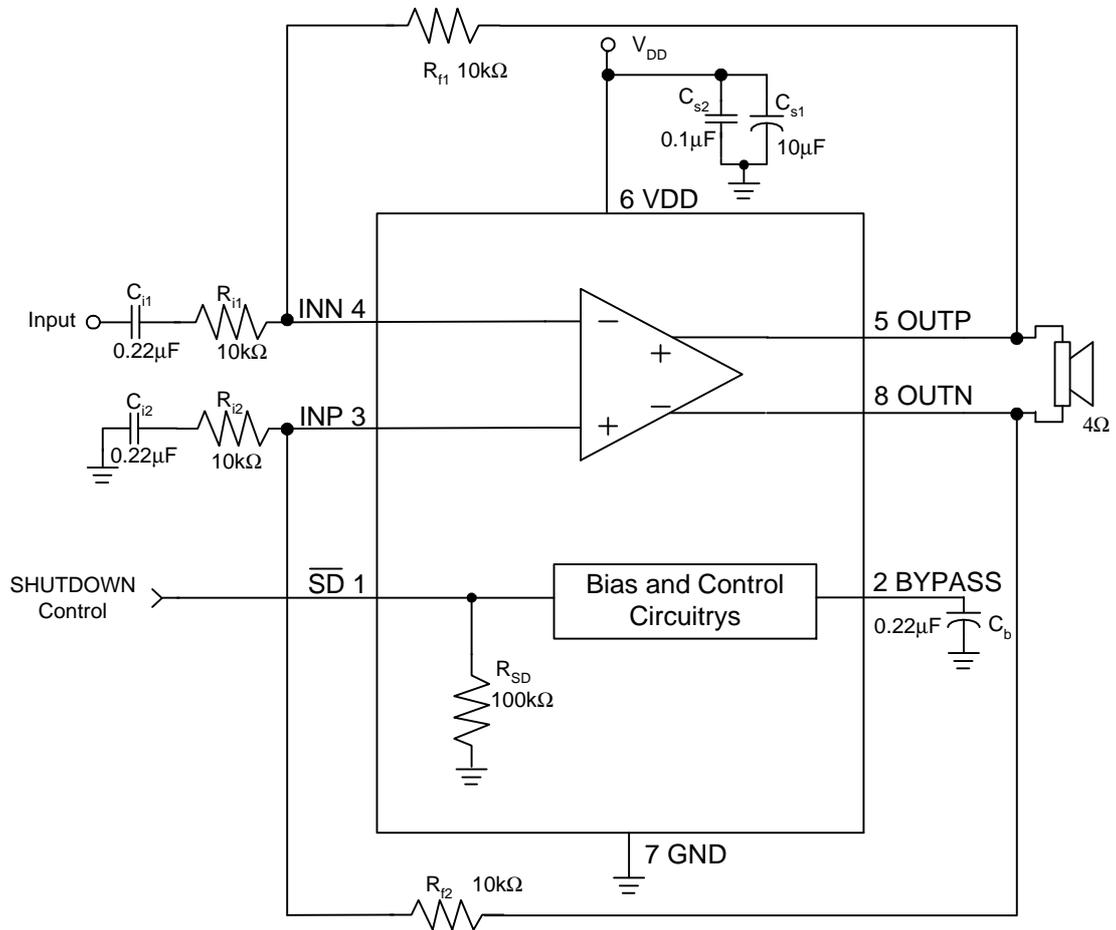 R_f1 10kΩ
V_DD
C_s2
0.1µF
C_s1
10µF
6 VDD
Input
C_i1
0.22µF
R_i1
10kΩ
INN 4
−
+
5 OUTP
C_i2
0.22µF
R_i2
10kΩ
INP 3
+
−
8 OUTN
4Ω
SHUTDOWN
Control
SD 1
Bias and Control
Circuitrys
2 BYPASS
0.22µF
C_b
R_SD
100kΩ
7 GND
R_f2 10kΩ